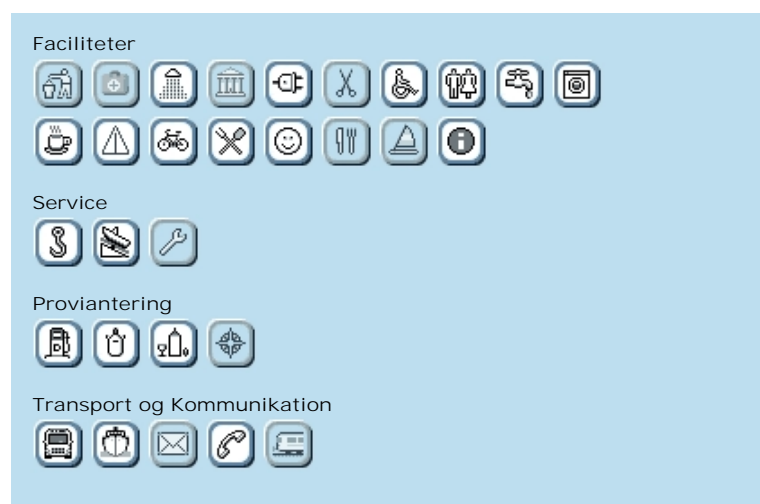 Faciliteter
Service
Proviantering
Transport og Kommunikation